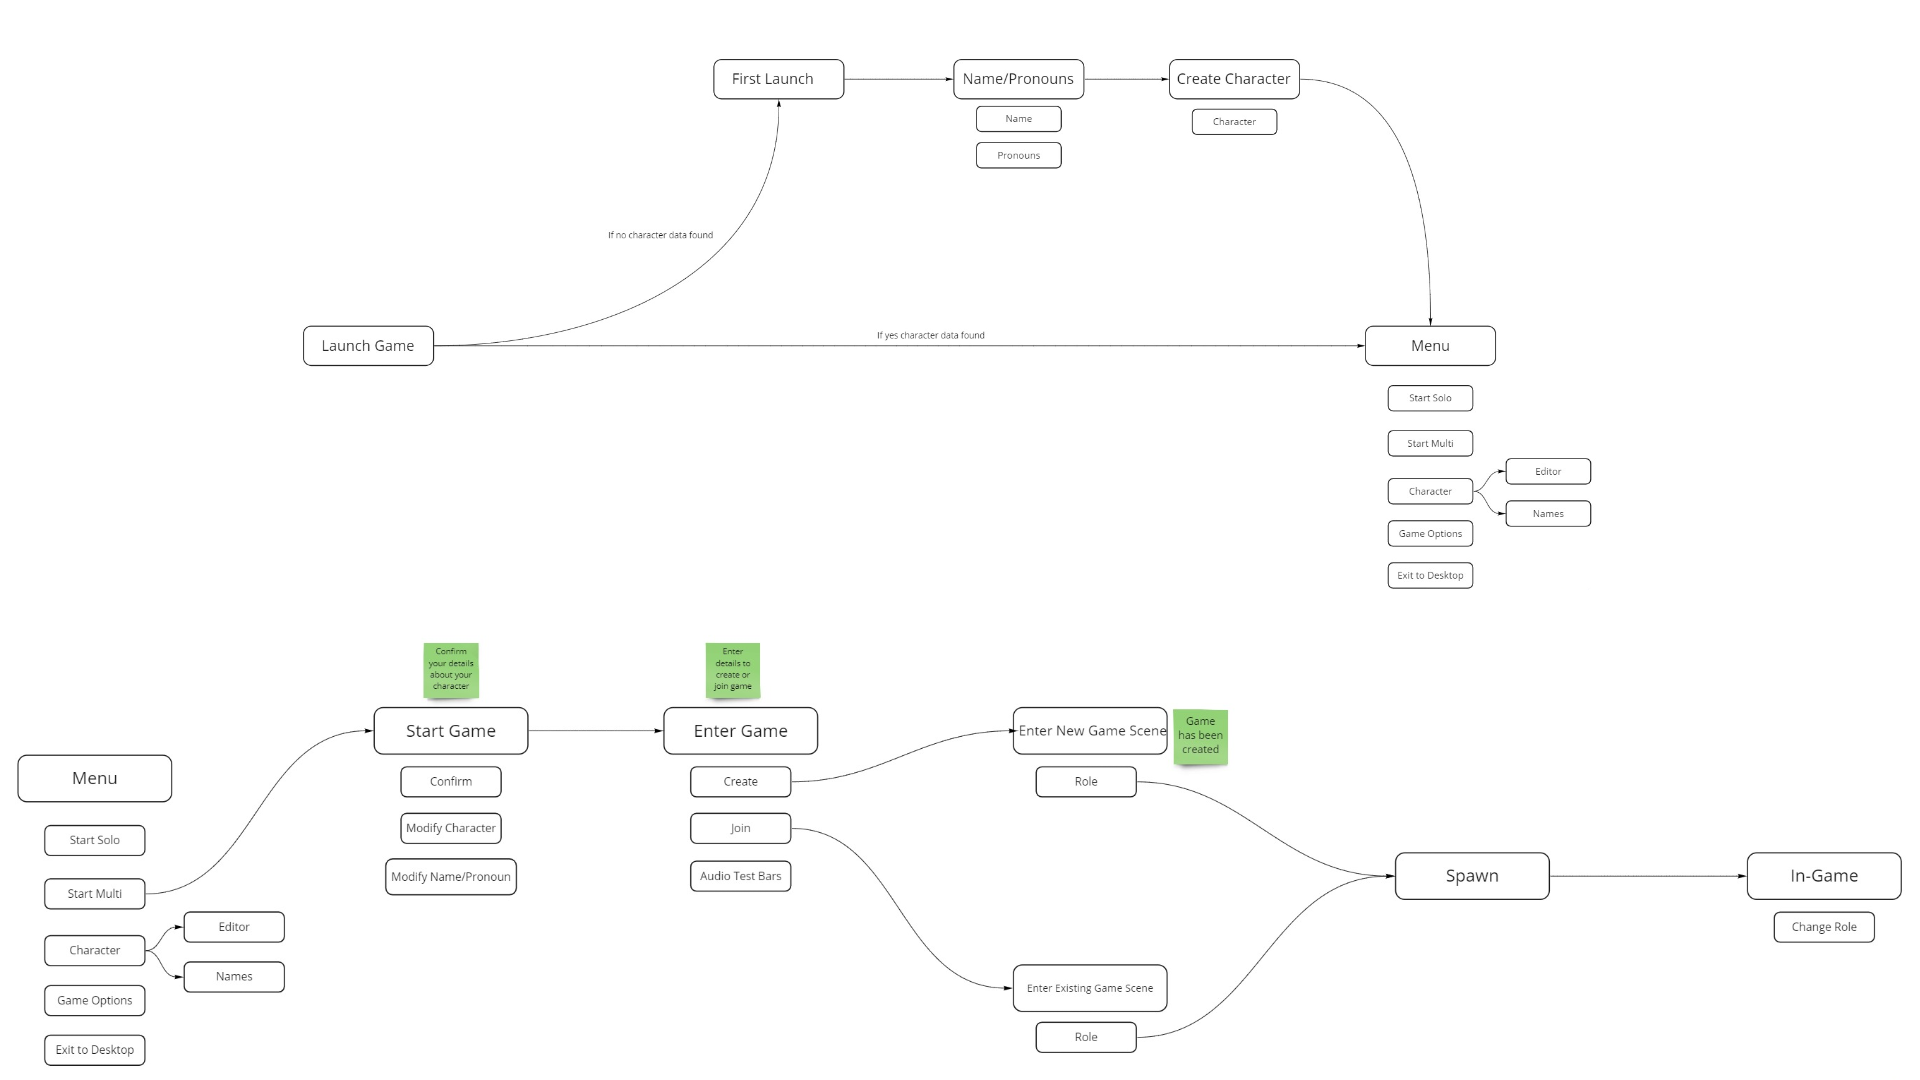 First Launch
Name/Pronouns
Create Character
Name
Character
Pronouns
If no character data found
If yes character data found
Launch Game
Menu
Start Solo
Start Multi
Character
Editor
Names
Game Options
Exit to Desktop
Confirm
your details
about your
character
Enter
details to
create or
join game
Start Game
Enter Game
Enter New Game Scene
Game
has been
created
Menu
Confirm
Create
Role
Start Solo
Modify Character
Join
Modify Name/Pronoun
Audio Test Bars
Spawn
In-Game
Start Multi
Change Role
Character
Editor
Names
Game Options
Enter Existing Game Scene
Role
Exit to Desktop